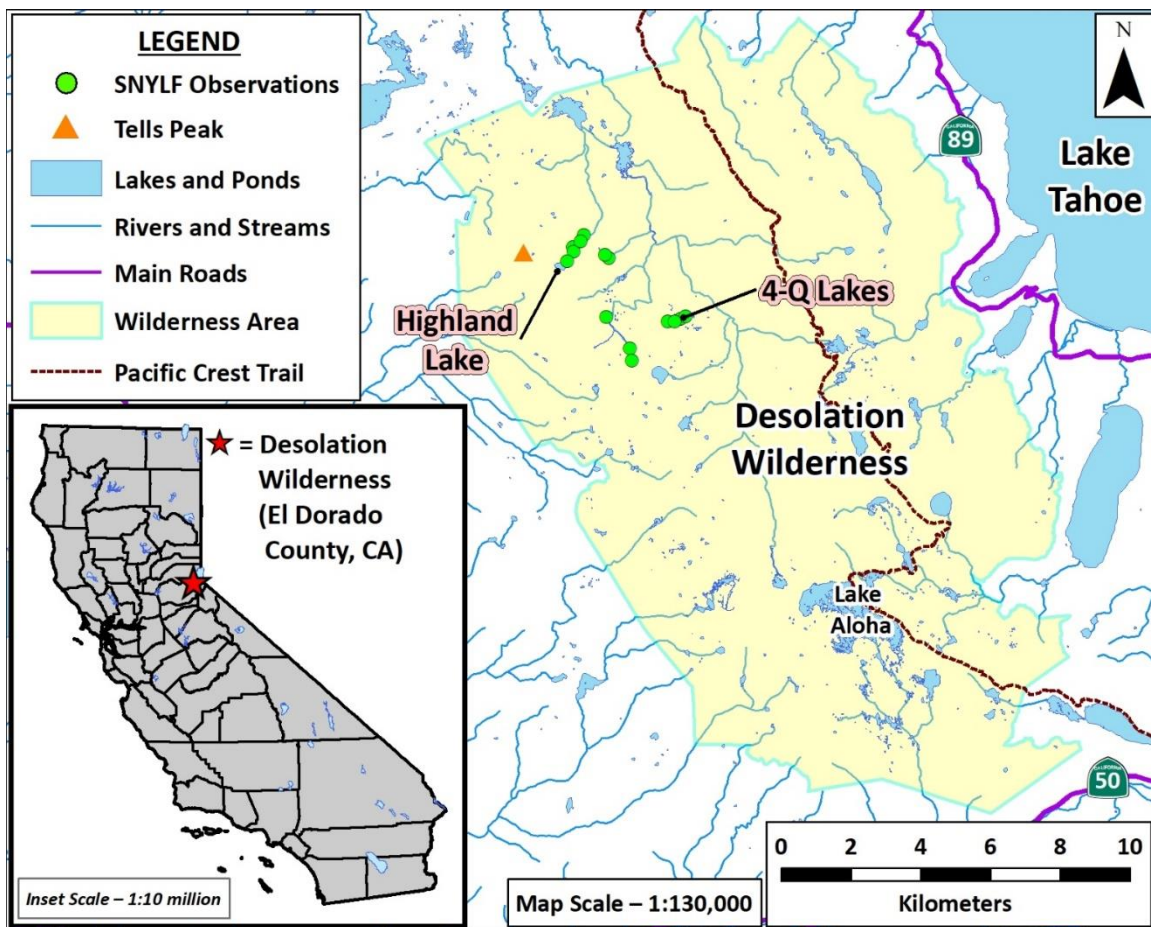 LEGEND
SNYLF Observations
Tells Peak
Lakes and Ponds
Rivers and Streams
Main Roads
Wilderness Area
Pacific Crest Trail
N
CALIFORNIA
89
Lake
Tahoe
4-Q Lakes
Highland
Lake
Desolation
Wilderness
Lake
Aloha
CALIFORNIA
50
= Desolation
Wilderness
(El Dorado
County, CA)
Inset Scale – 1:10 million
Map Scale – 1:130,000
0 2 4 6 8 10
Kilometers